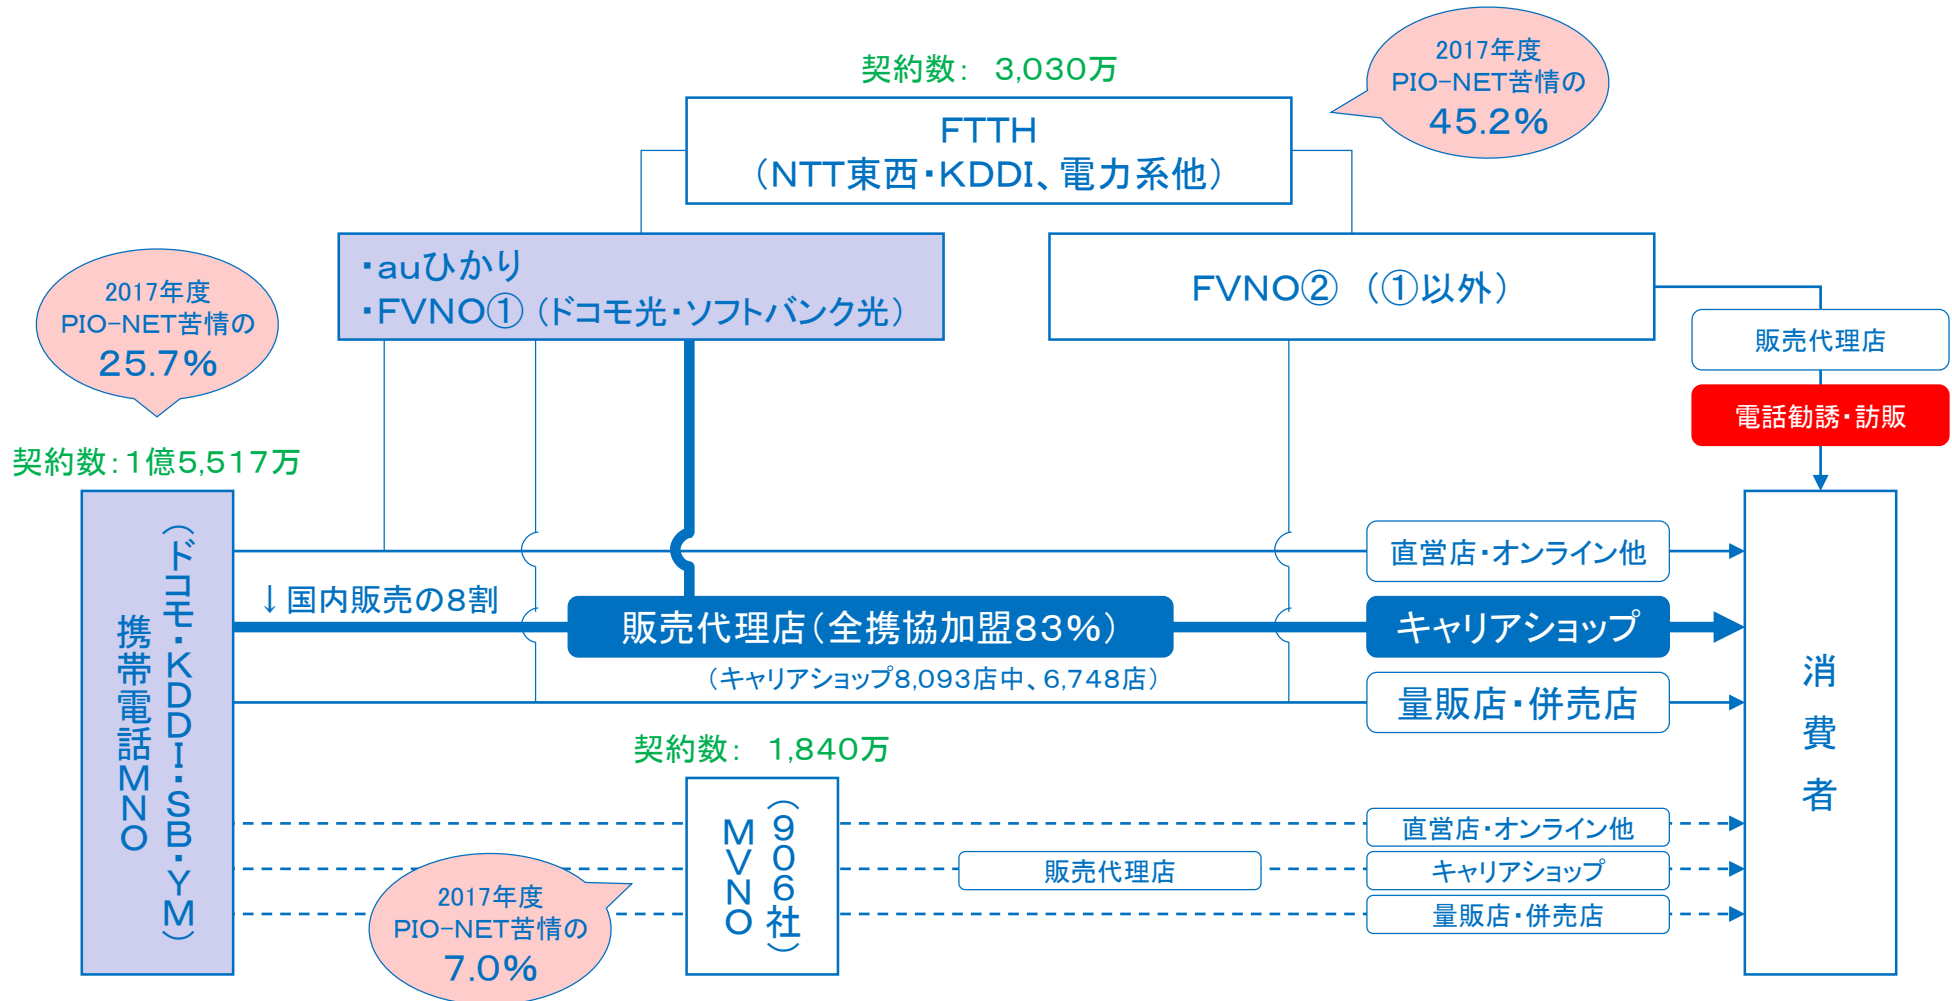 契約数： 3,030万
2017年度
PIO-NET苦情の
45.2%
FTTH
（NTT東西・KDDI、電力系他）
・auひかり
・FVNO①（ドコモ光・ソフトバンク光）
FVNO② （①以外）
2017年度
PIO-NET苦情の
25.7%
販売代理店
電話勧誘・訪販
契約数：1億5,517万
携帯電話MNO
（ドコモ・KDDI・SB・YM）
直営店・オンライン他
↓国内販売の8割
販売代理店（全携協加盟83%）
キャリアショップ
（キャリアショップ8,093店中、6,748店）
量販店・併売店
消費者
契約数： 1,840万
MVNO
（906社）
直営店・オンライン他
販売代理店
キャリアショップ
量販店・併売店
2017年度
PIO-NET苦情の
7.0%